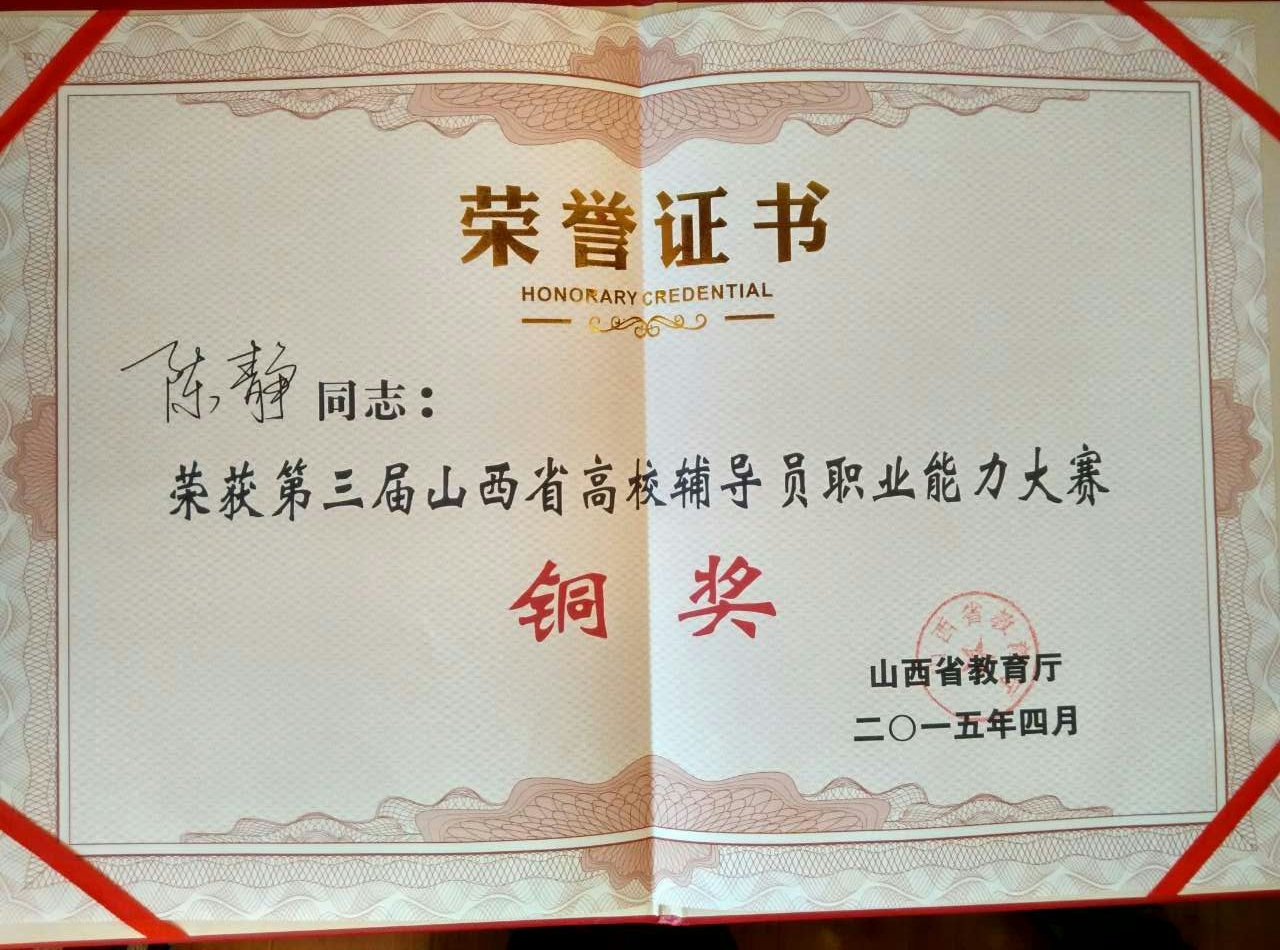 荣誉证书
HONORARY CREDENTIAL
陈静同志：
荣获第三届山西省高校辅导员职业能力大赛
铜奖
山西省教育厅
二〇一五年四月